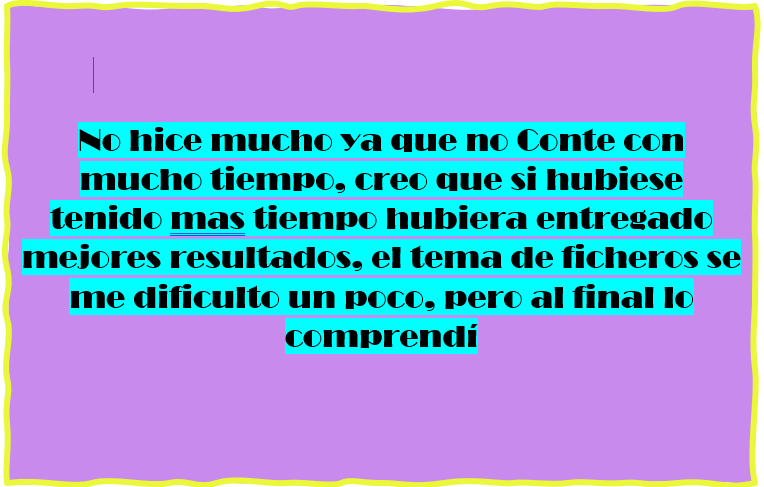 No hice mucho ya que no Conte con
mucho tiempo, creo que si hubiese
tenido mas tiempo hubiera entregado
mejores resultados, el tema de ficheros se
me dificulto un poco, pero al final lo
comprendí